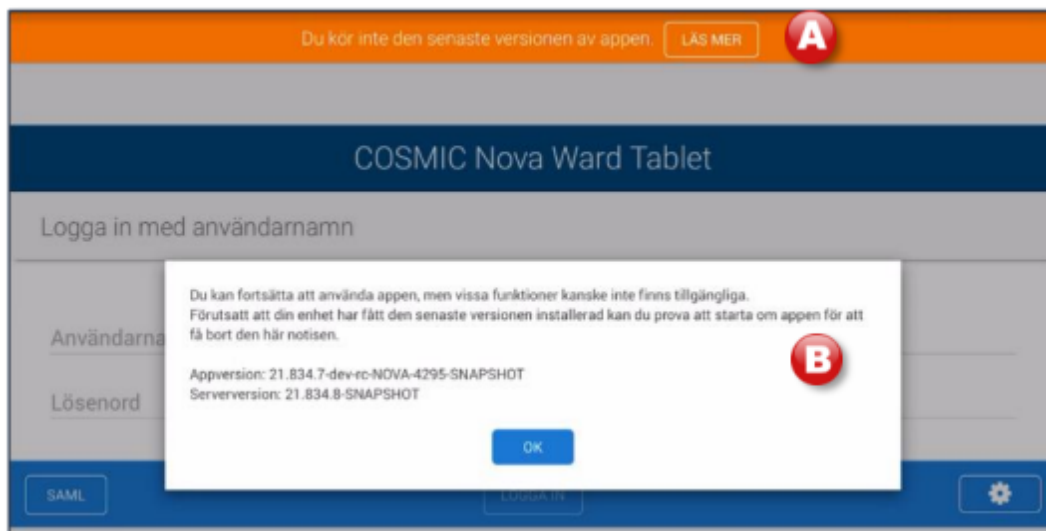 Du kör inte den senaste versionen av appen. LÄS MER A
COSMIC Nova Ward Tablet
Logga in med användarnamn
Du kan fortsätta att använda appen, men vissa funktioner kanske inte finns tillgängliga.
Förutsatt att din enhet har fått den senaste versionen installerad kan du prova att starta om appen för att
få bort den här notisen.
Användarna
B
Appversion: 21.834.7-dev-rc-NOVA-4295-SNAPSHOT
Serverversion: 21.834.8-SNAPSHOT
Lösenord
OK
SAML LOGGA IN